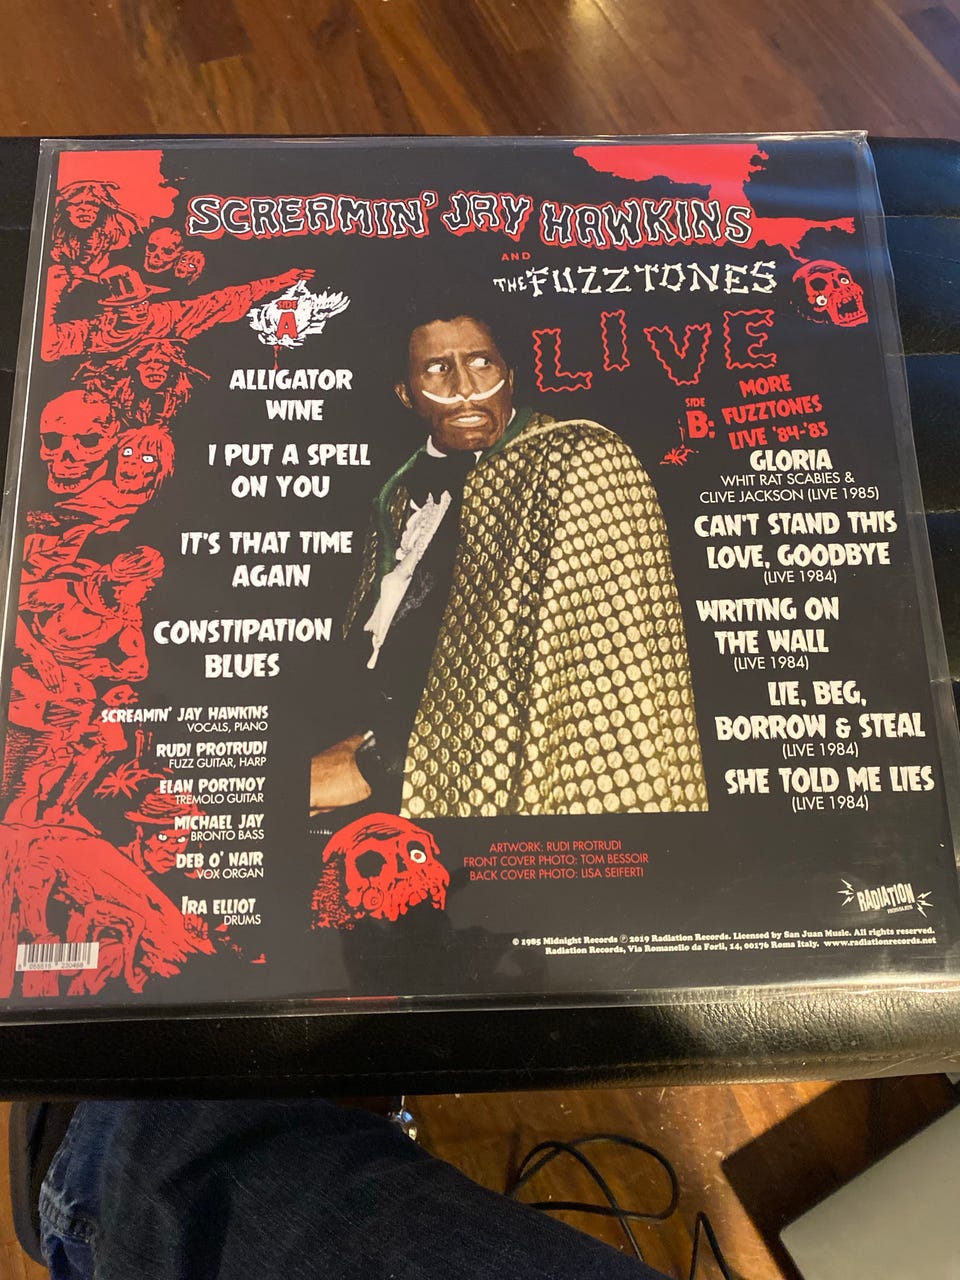 SCREAMIN' JAY HAWKINS
AND
THE FUZZTONES
LIVE
SIDE
A
ALLIGATOR
WINE
I PUT A SPELL
ON YOU
IT'S THAT TIME
AGAIN
CONSTIPATION
BLUES
SCREAMIN' JAY HAWKINS
VOCALS, PIANO
RUDI PROTRUDI
FUZZ GUITAR, HARP
ELAN PORTNOY
TREMOLO GUITAR
MICHAEL JAY
BRONTO BASS
DEB O' NAIR
VOX ORGAN
IRA ELLIOT
DRUMS
SIDE
B:
MORE
FUZZTONES
LIVE '84-'85
GLORIA
WHIT RAT SCABIES &
CLIVE JACKSON (LIVE 1985)
CAN'T STAND THIS
LOVE, GOODBYE
(LIVE 1984)
WRITING ON
THE WALL
(LIVE 1984)
LIE, BEG,
BORROW & STEAL
(LIVE 1984)
SHE TOLD ME LIES
(LIVE 1984)
ARTWORK: RUDI PROTRUDI
FRONT COVER PHOTO: TOM BESSOIR
BACK COVER PHOTO: LISA SEIFERTI
RADIATION
© 1985 Midnight Records ℗ 2019 Radiation Records. Licensed by San Juan Music. All rights reserved.
Radiation Records, Via Romanello da Forlì, 14, 00176 Roma Italy. www.radiationrecords.net
8 055515 230468